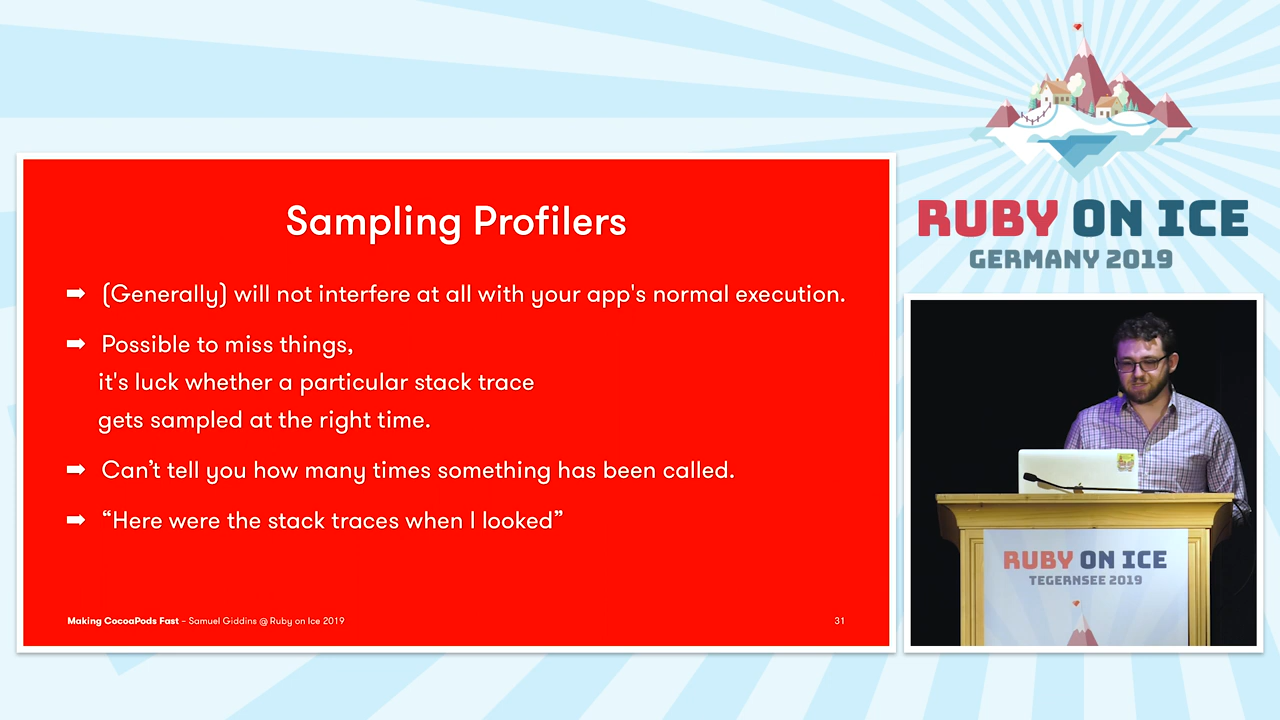 RUBY ON ICE
GERMANY 2019
Sampling Profilers
➡ (Generally) will not interfere at all with your app's normal execution.
➡ Possible to miss things,
it's luck whether a particular stack trace
gets sampled at the right time.
➡ Can’t tell you how many times something has been called.
➡ “Here were the stack traces when I looked”
Making CocoaPods Fast – Samuel Giddins @ Ruby on Ice 2019
31
RUBY ON ICE
TEGERNSEE 2019